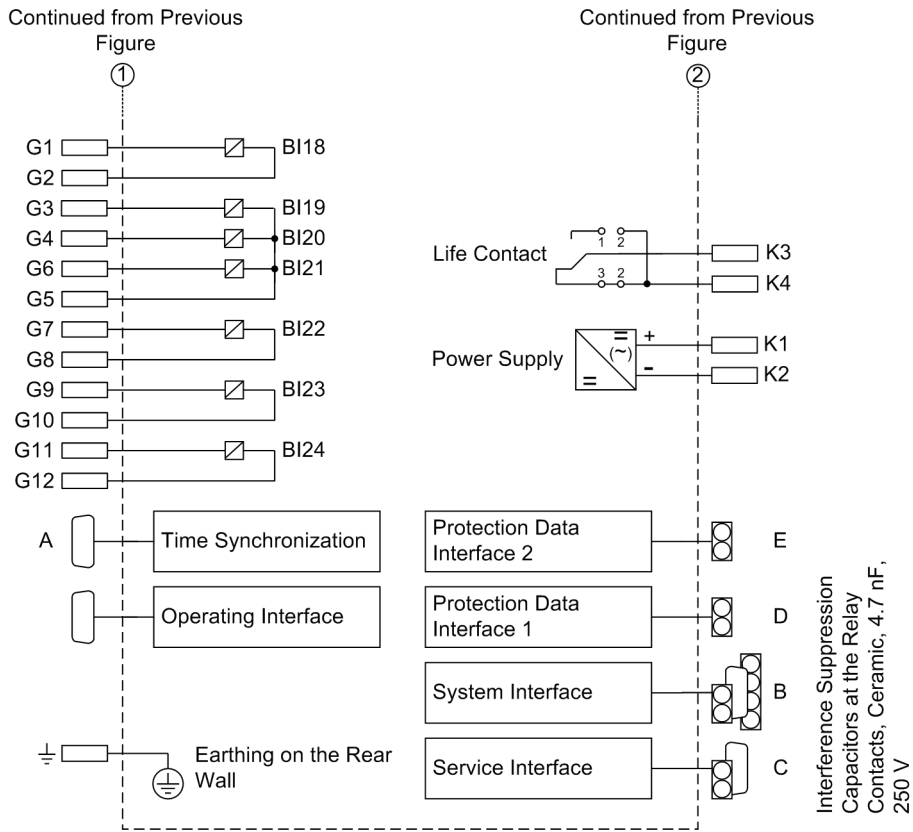 Continued from Previous
Figure
1
Continued from Previous
Figure
2
G1
BI18
G2
G3
BI19
G4
BI20
G6
BI21
G5
G7
BI22
G8
G9
BI23
G10
G11
BI24
G12
Life Contact
1 2
3 2
K3
K4
Power Supply
=
(~)
=
+
-
K1
K2
A
Time Synchronization
Operating Interface
Earthing on the Rear
Wall
Protection Data
Interface 2
E
Protection Data
Interface 1
D
System Interface
B
Service Interface
C
Interference Suppression
Capacitors at the Relay
Contacts, Ceramic, 4.7 nF,
250 V